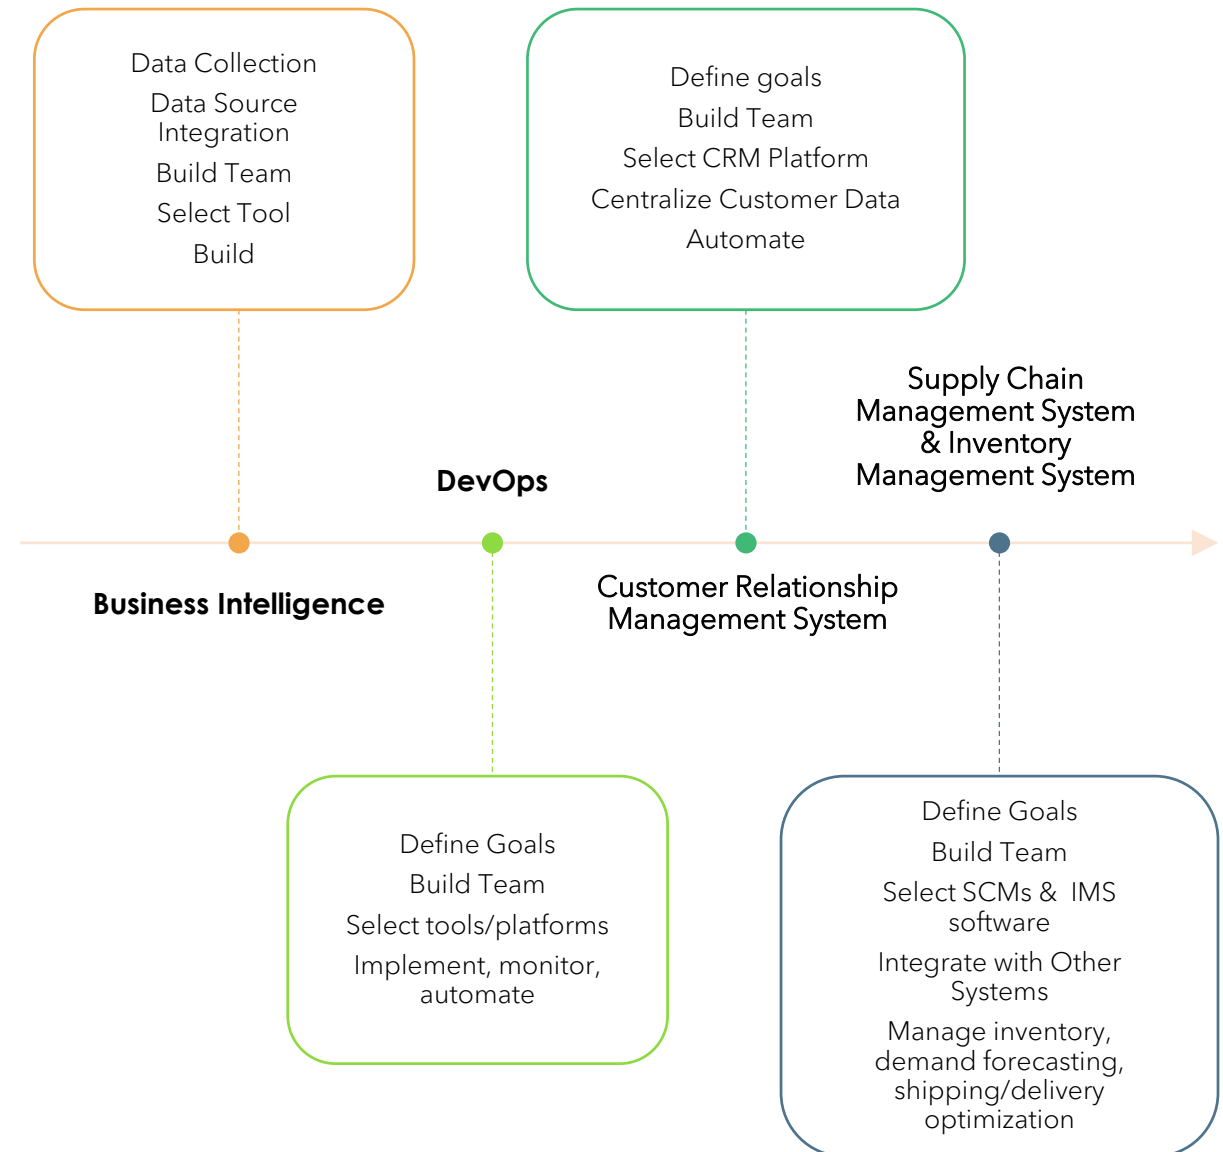 Data Collection
Data Source
Integration
Build Team
Select Tool
Build
Define goals
Build Team
Select CRM Platform
Centralize Customer Data
Automate
Supply Chain
Management System
& Inventory
Management System
DevOps
Business Intelligence
Customer Relationship
Management System
Define Goals
Build Team
Select tools/platforms
Implement, monitor,
automate
Define Goals
Build Team
Select SCMs & IMS
software
Integrate with Other
Systems
Manage inventory,
demand forecasting,
shipping/delivery
optimization